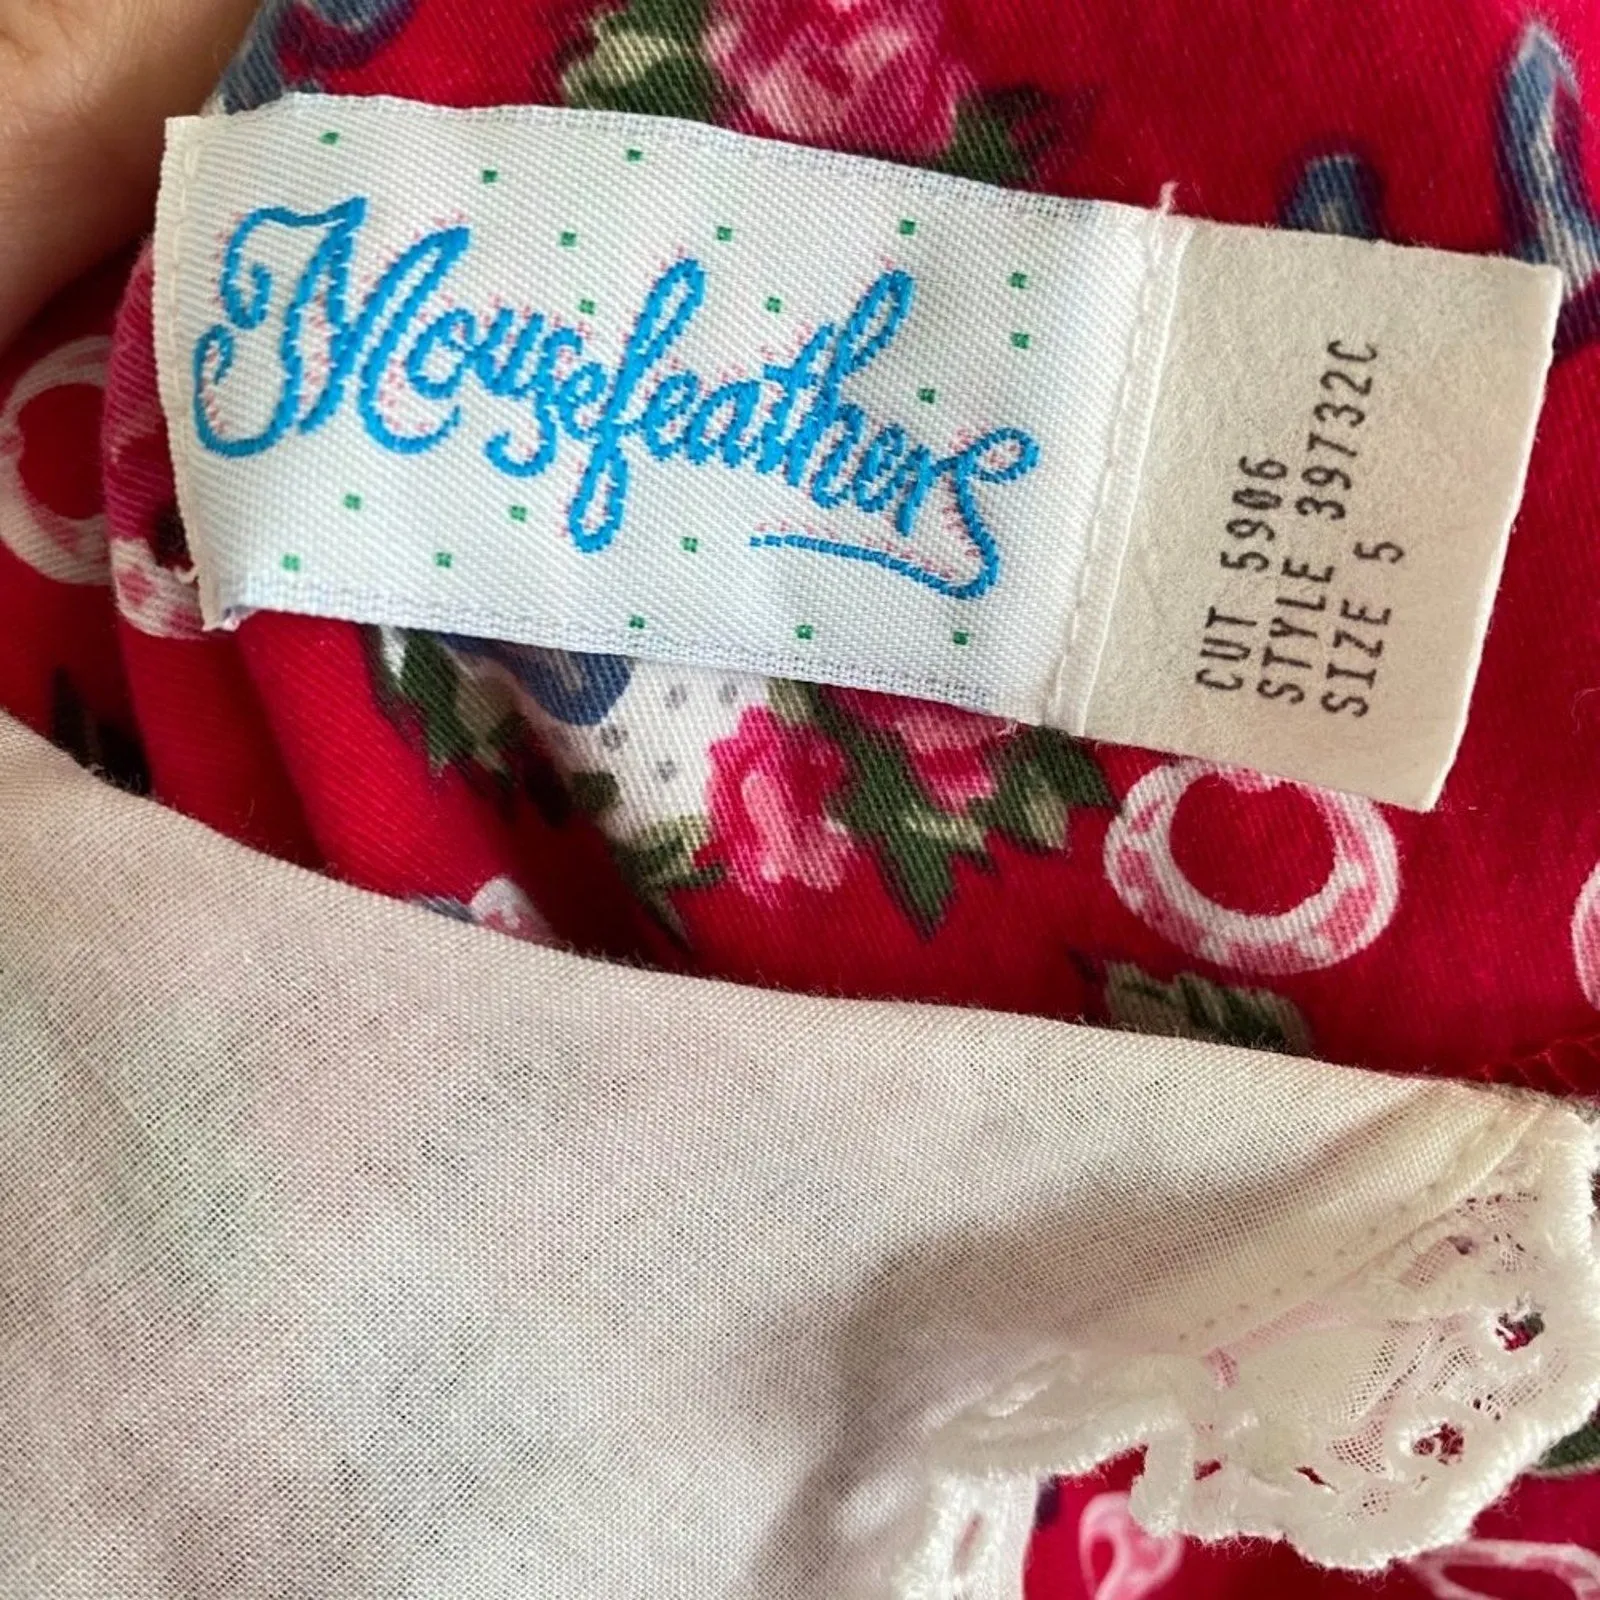 Mousefeathers
CUT 5906
STYLE 39732C
SIZE 5